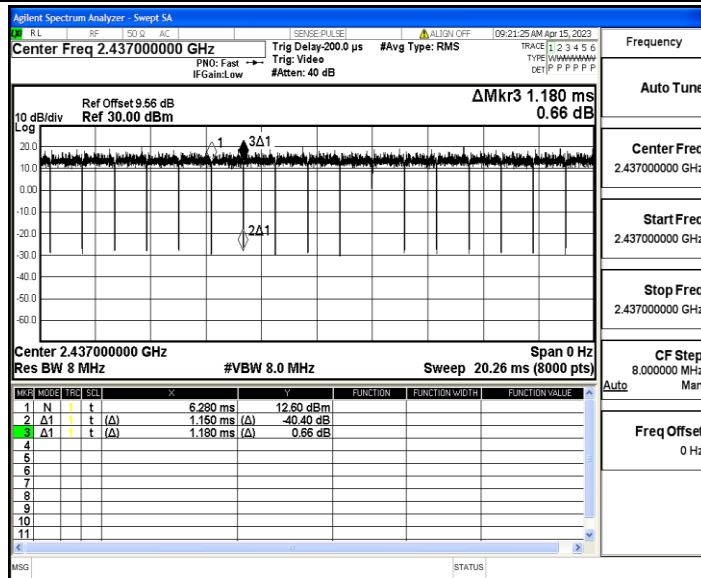 Agilent Spectrum Analyzer - Swept SA
RL RF 50 Ω AC SENSE:PULSE ALIGN OFF 09:21:25 AM Apr 15, 2023
Center Freq 2.437000000 GHz
PNO: Fast
IFGain:Low
Trig Delay-200.0 µs
Trig: Video
#Atten: 40 dB
#Avg Type: RMS
TRACE 1 2 3 4 5 6
TYPE WWWWWWW
DET P P P P P P
ΔMkr3 1.180 ms
0.66 dB
Ref Offset 9.56 dB
10 dB/div Ref 30.00 dBm
Log
20.0
10.0
0.00
-10.0
-20.0
-30.0
-40.0
-50.0
-60.0
1
3Δ1
2Δ1
Center 2.437000000 GHz Span 0 Hz
Res BW 8 MHz #VBW 8.0 MHz Sweep 20.26 ms (8000 pts)
MKR MODE TRC SCL X Y FUNCTION FUNCTION WIDTH FUNCTION VALUE
1 N 1 t 6.280 ms 12.60 dBm
2 Δ1 1 t (Δ) 1.150 ms (Δ) -40.40 dB
3 Δ1 1 t (Δ) 1.180 ms (Δ) 0.66 dB
4
5
6
7
8
9
10
11
MSG STATUS
Frequency
Auto Tune
Center Freq
2.437000000 GHz
Start Freq
2.437000000 GHz
Stop Freq
2.437000000 GHz
CF Step
8.000000 MHz
Auto Man
Freq Offset
0 Hz